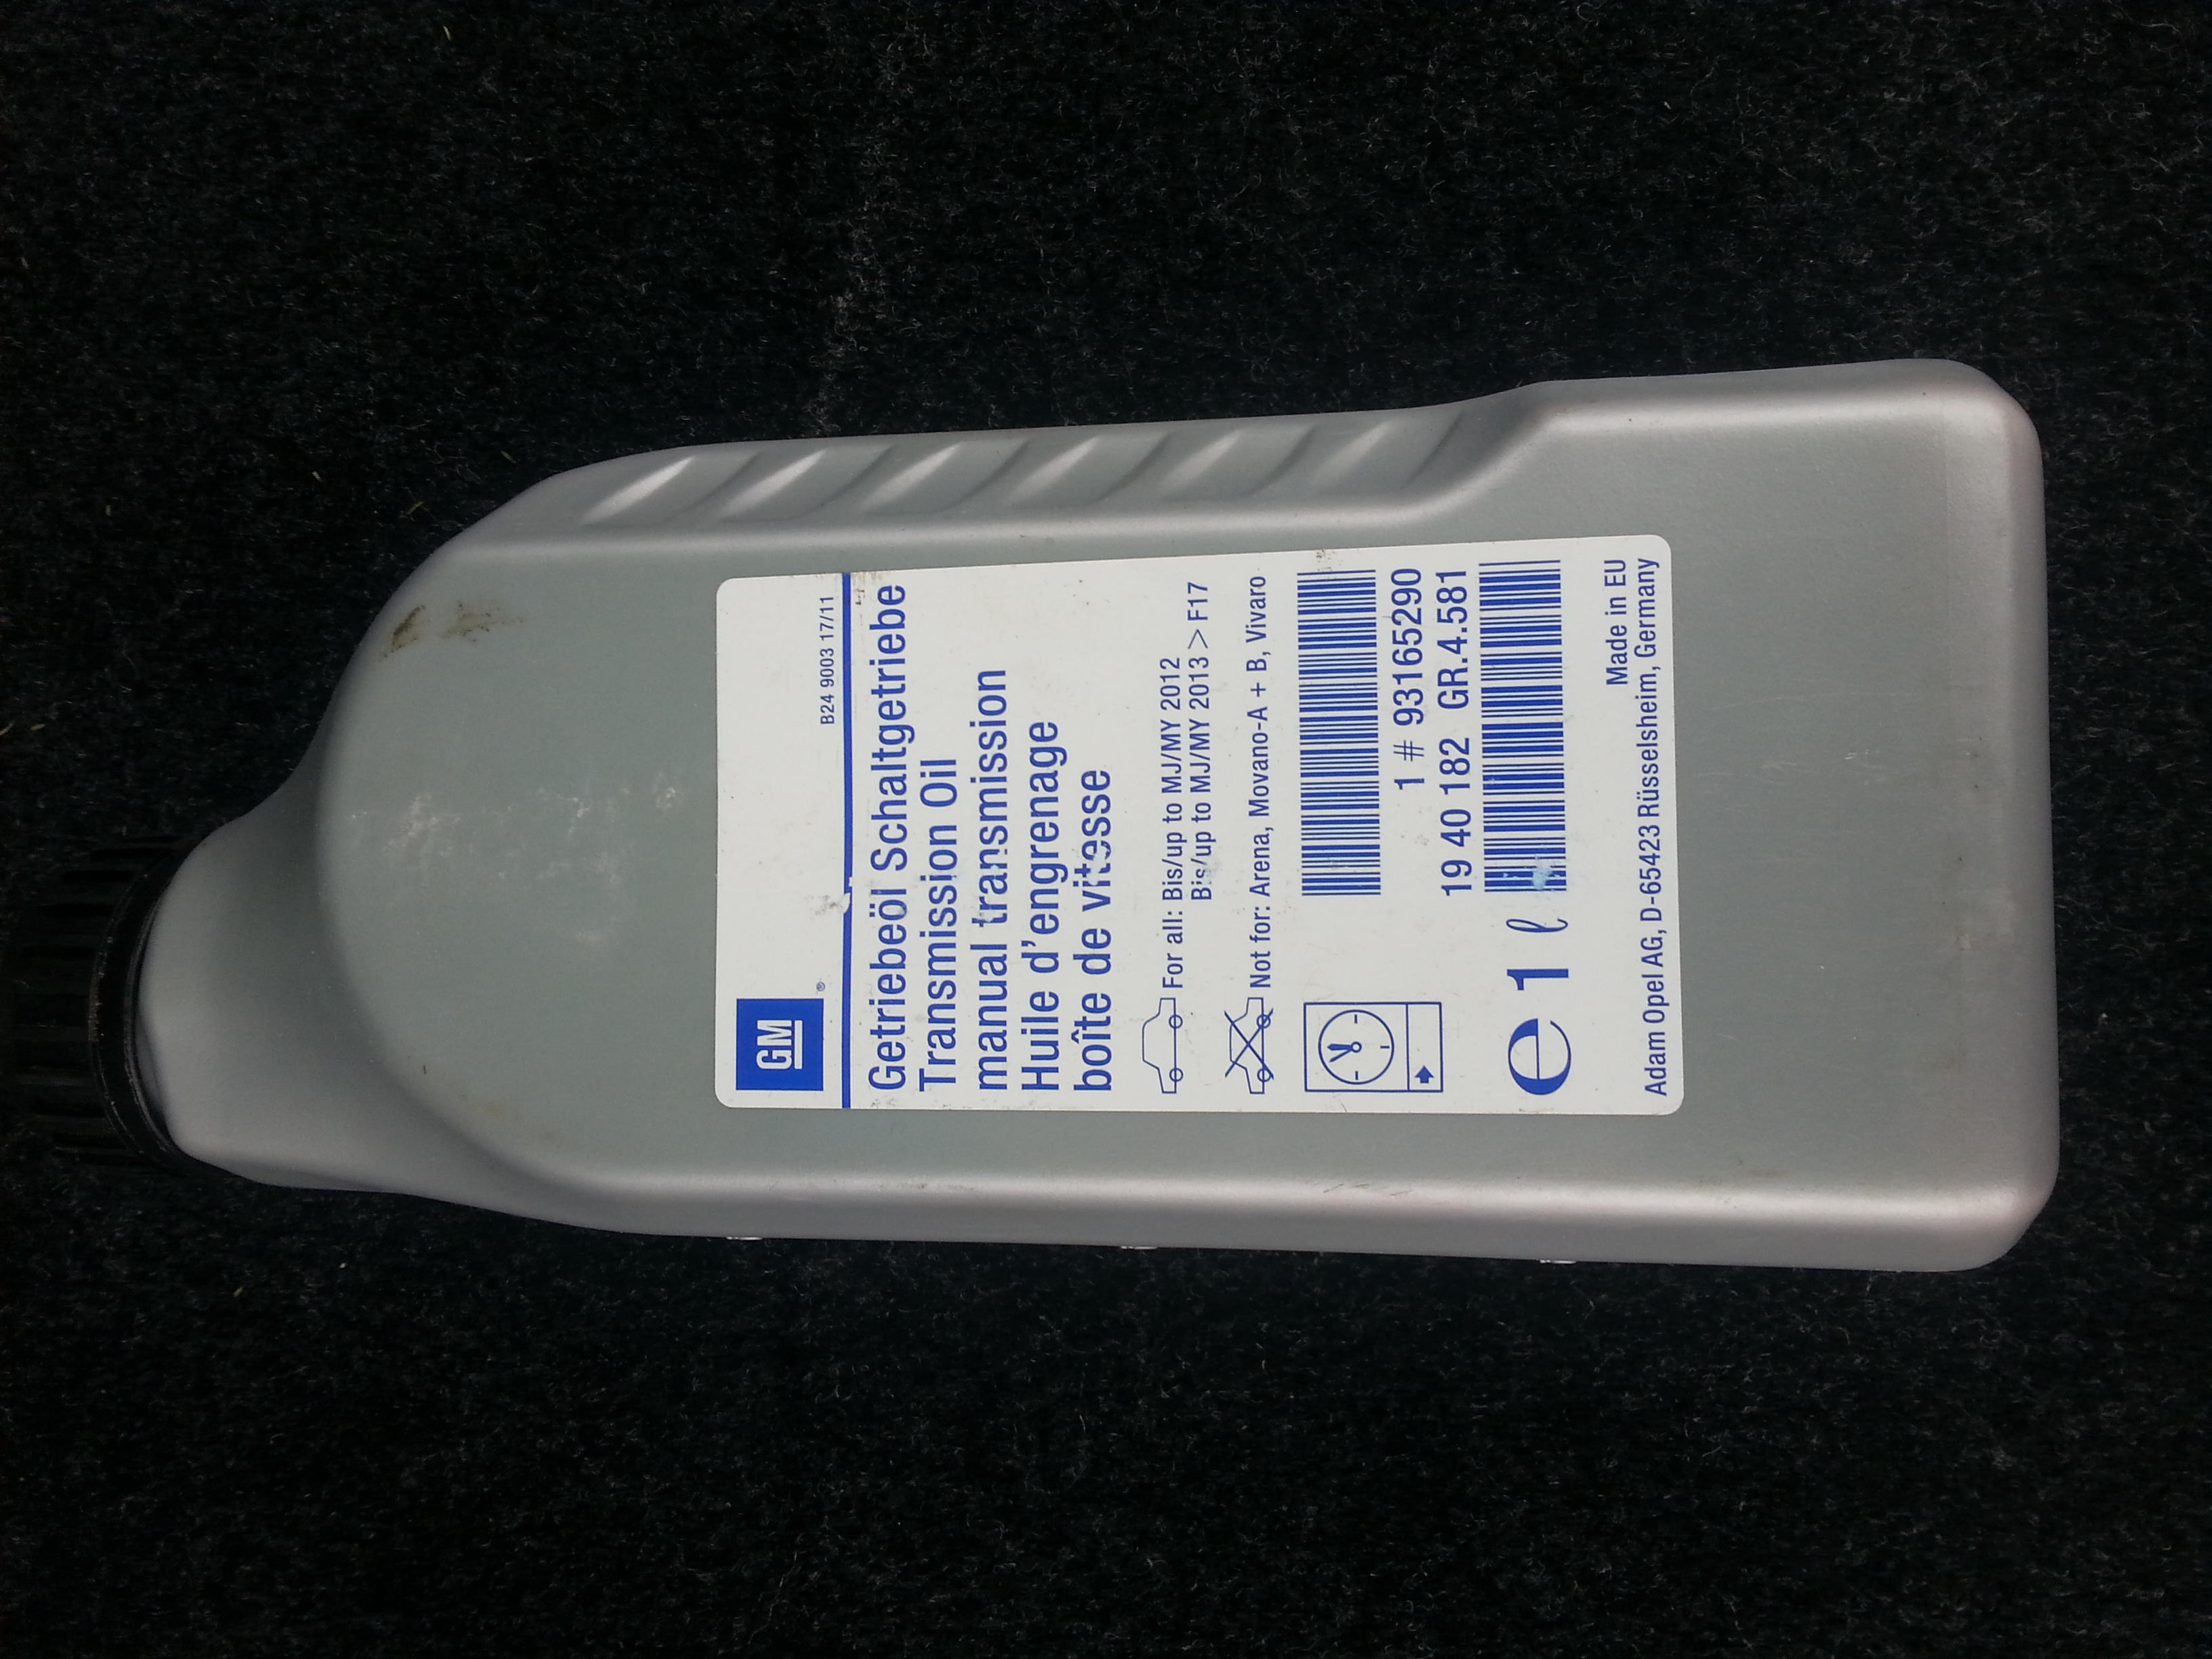 GM
®
B24 9003 17/11
Getriebeöl Schaltgetriebe
Transmission Oil
manual transmission
Huile d'engrenage
boîte de vitesse
For all: Bis/up to MJ/MY 2012
Bis/up to MJ/MY 2013 > F17
Not for: Arena, Movano-A + B, Vivaro
1 # 93165290
19 40 182 GR.4.581
e 1 ℓ
Made in EU
Adam Opel AG, D-65423 Rüsselsheim, Germany